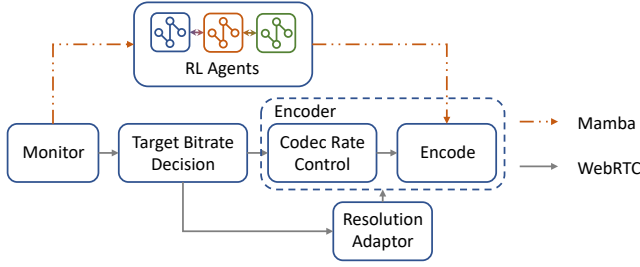 RL Agents
Encoder
Monitor
Target Bitrate
Decision
Codec Rate
Control
Encode
Mamba
WebRTC
Resolution
Adaptor